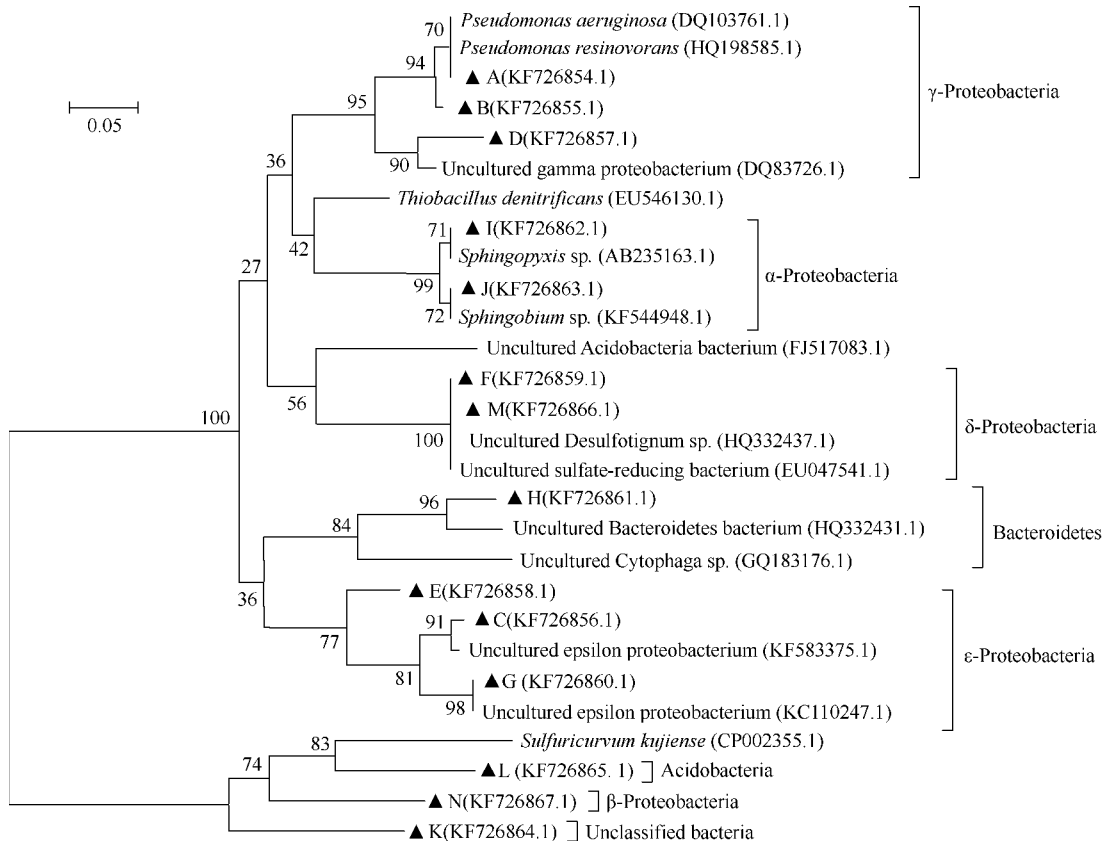 70
Pseudomonas aeruginosa (DQ103761.1)
Pseudomonas resinovorans (HQ198585.1)
▲ A(KF726854.1)
94
▲ B(KF726855.1)
95
γ-Proteobacteria
0.05
▲ D(KF726857.1)
90
Uncultured gamma proteobacterium (DQ83726.1)
36
Thiobacillus denitrificans (EU546130.1)
42
71
▲ I(KF726862.1)
Sphingopyxis sp. (AB235163.1)
99
▲ J(KF726863.1)
72
Sphingobium sp. (KF544948.1)
α-Proteobacteria
27
Uncultured Acidobacteria bacterium (FJ517083.1)
56
▲ F(KF726859.1)
▲ M(KF726866.1)
100
Uncultured Desulfotignum sp. (HQ332437.1)
Uncultured sulfate-reducing bacterium (EU047541.1)
δ-Proteobacteria
100
96
▲ H(KF726861.1)
84
Uncultured Bacteroidetes bacterium (HQ332431.1)
Uncultured Cytophaga sp. (GQ183176.1)
Bacteroidetes
36
▲ E(KF726858.1)
77
91
▲ C(KF726856.1)
Uncultured epsilon proteobacterium (KF583375.1)
81
▲ G (KF726860.1)
98
Uncultured epsilon proteobacterium (KC110247.1)
ε-Proteobacteria
83
Sulfuricurvum kujiense (CP002355.1)
74
▲ L (KF726865. 1) Acidobacteria
▲ N(KF726867.1) β-Proteobacteria
▲ K(KF726864.1) Unclassified bacteria